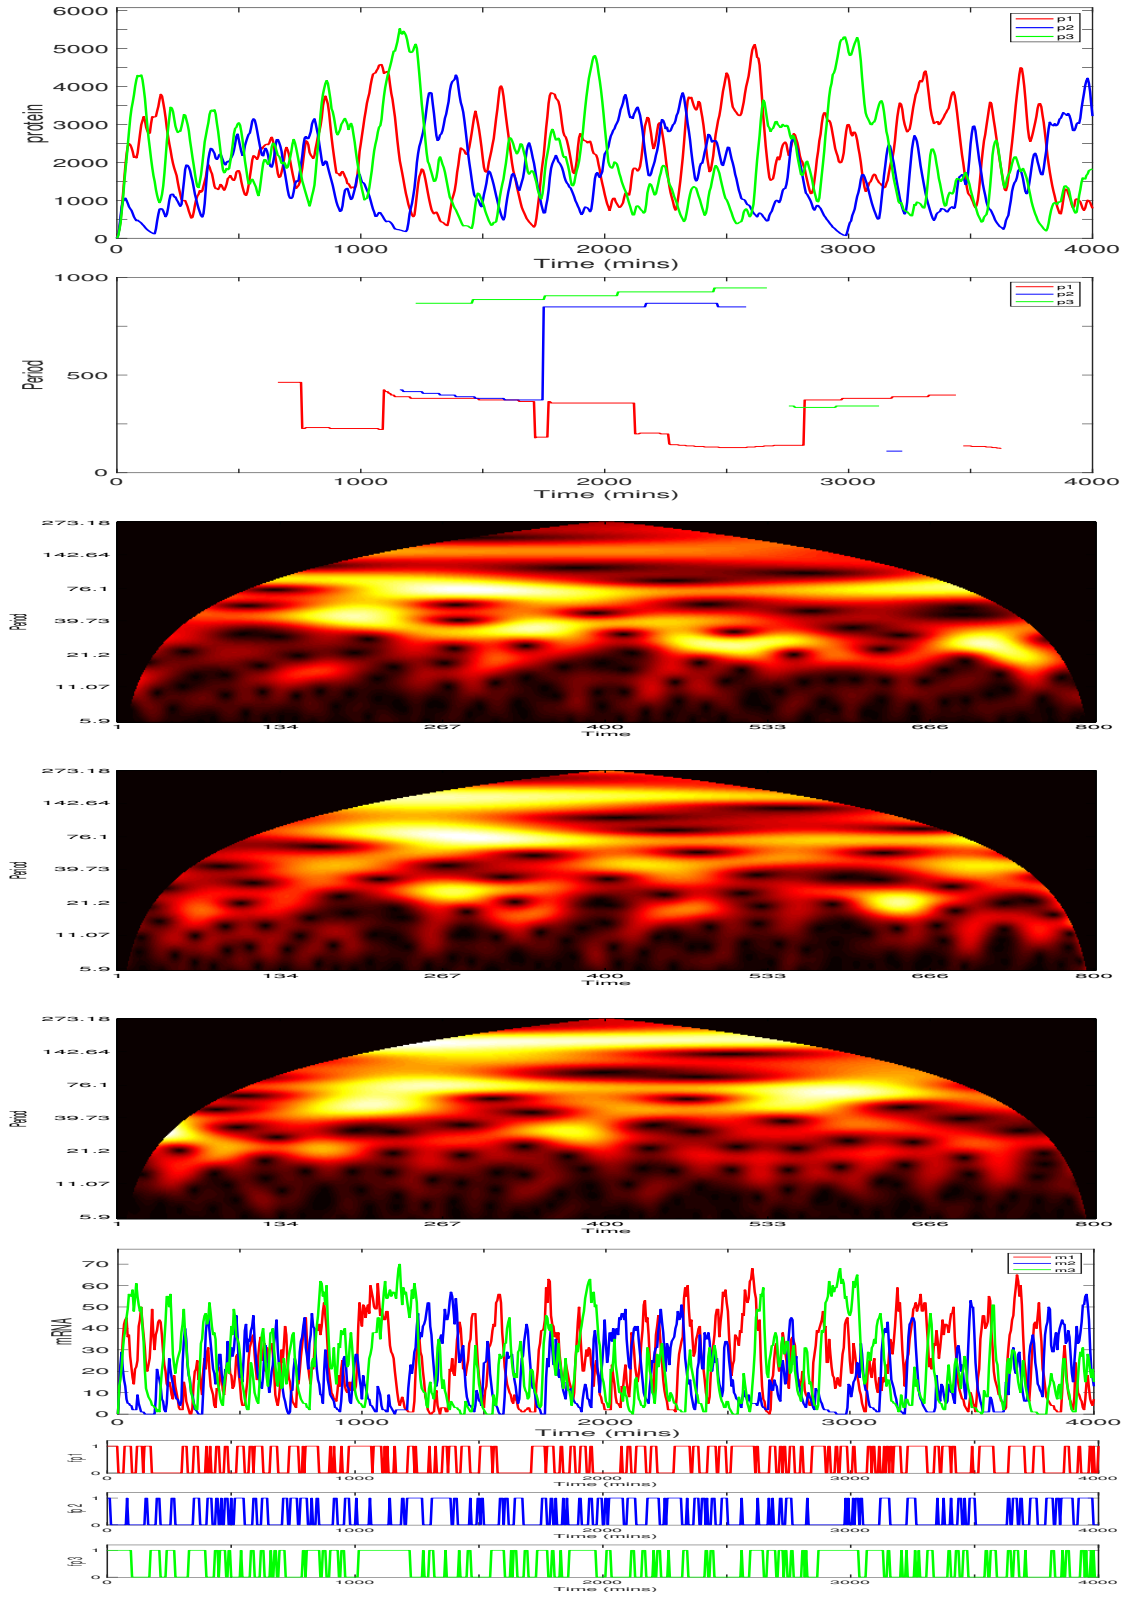 6000
5000
4000
3000
2000
1000
0
protein
p1
p2
p3
0 1000 2000 3000 4000
Time (mins)
1000
500
0
Period
p1
p2
p3
0 1000 2000 3000 4000
Time (mins)
273.18
142.64
76.1
39.73
21.2
11.07
5.9
Period
1 134 267 400 533 666 800
Time
273.18
142.64
76.1
39.73
21.2
11.07
5.9
Period
1 134 267 400 533 666 800
Time
273.18
142.64
76.1
39.73
21.2
11.07
5.9
Period
1 134 267 400 533 666 800
Time
70
60
50
40
30
20
10
0
mRNA
m1
m2
m3
0 1000 2000 3000 4000
Time (mins)
1
0
fp1
0 1000 2000 3000 4000
Time (mins)
1
0
fp2
0 1000 2000 3000 4000
Time (mins)
1
0
fp3
0 1000 2000 3000 4000
Time (mins)